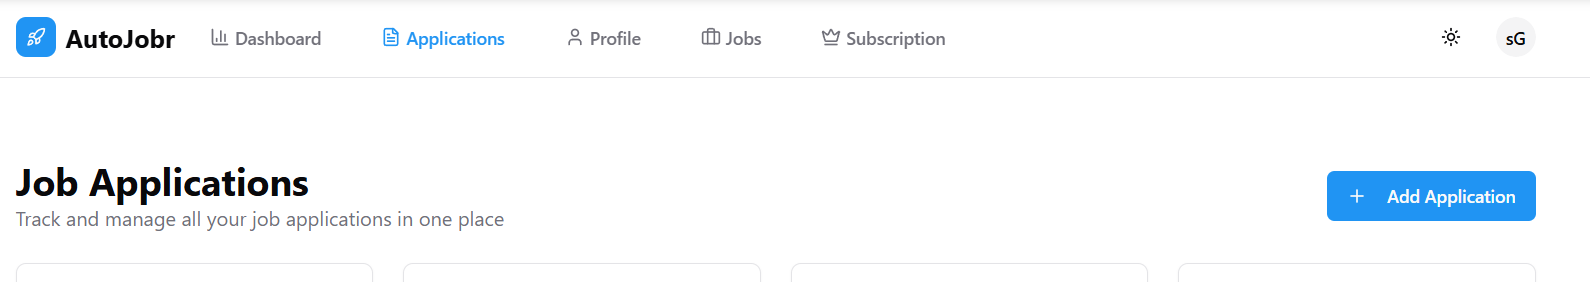 AutoJobr Dashboard Applications Profile Jobs Subscription sG
Job Applications
Track and manage all your job applications in one place
+ Add Application